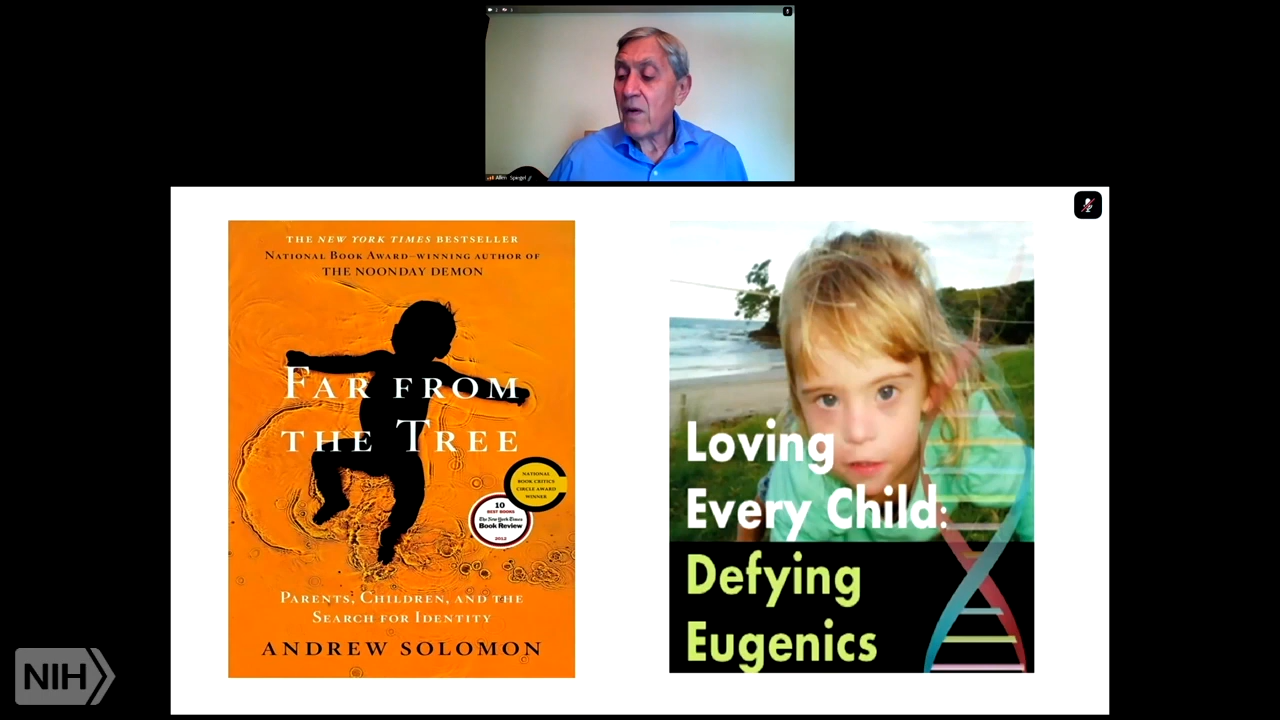 Allen Spiegel
THE NEW YORK TIMES BESTSELLER
NATIONAL BOOK AWARD–WINNING AUTHOR OF
THE NOONDAY DEMON
FAR FROM
THE TREE
NATIONAL
BOOK CRITICS
CIRCLE AWARD
WINNER
10
BEST BOOKS
The New York Times
Book Review
2012
PARENTS, CHILDREN, AND THE
SEARCH FOR IDENTITY
ANDREW SOLOMON
Loving
Every Child:
Defying
Eugenics
NIH